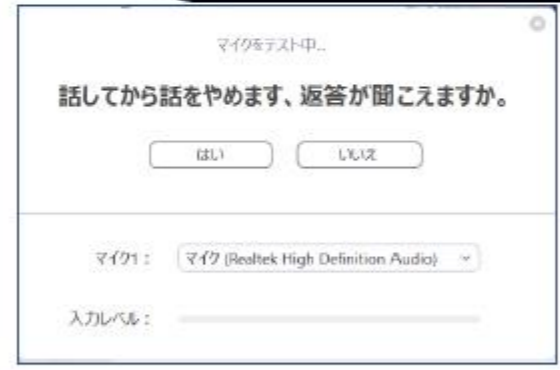 マイクをテスト中...
話してから話をやめます、返答が聞こえますか。
はい
いいえ
マイク1：
マイク (Realtek High Definition Audio)
入力レベル：